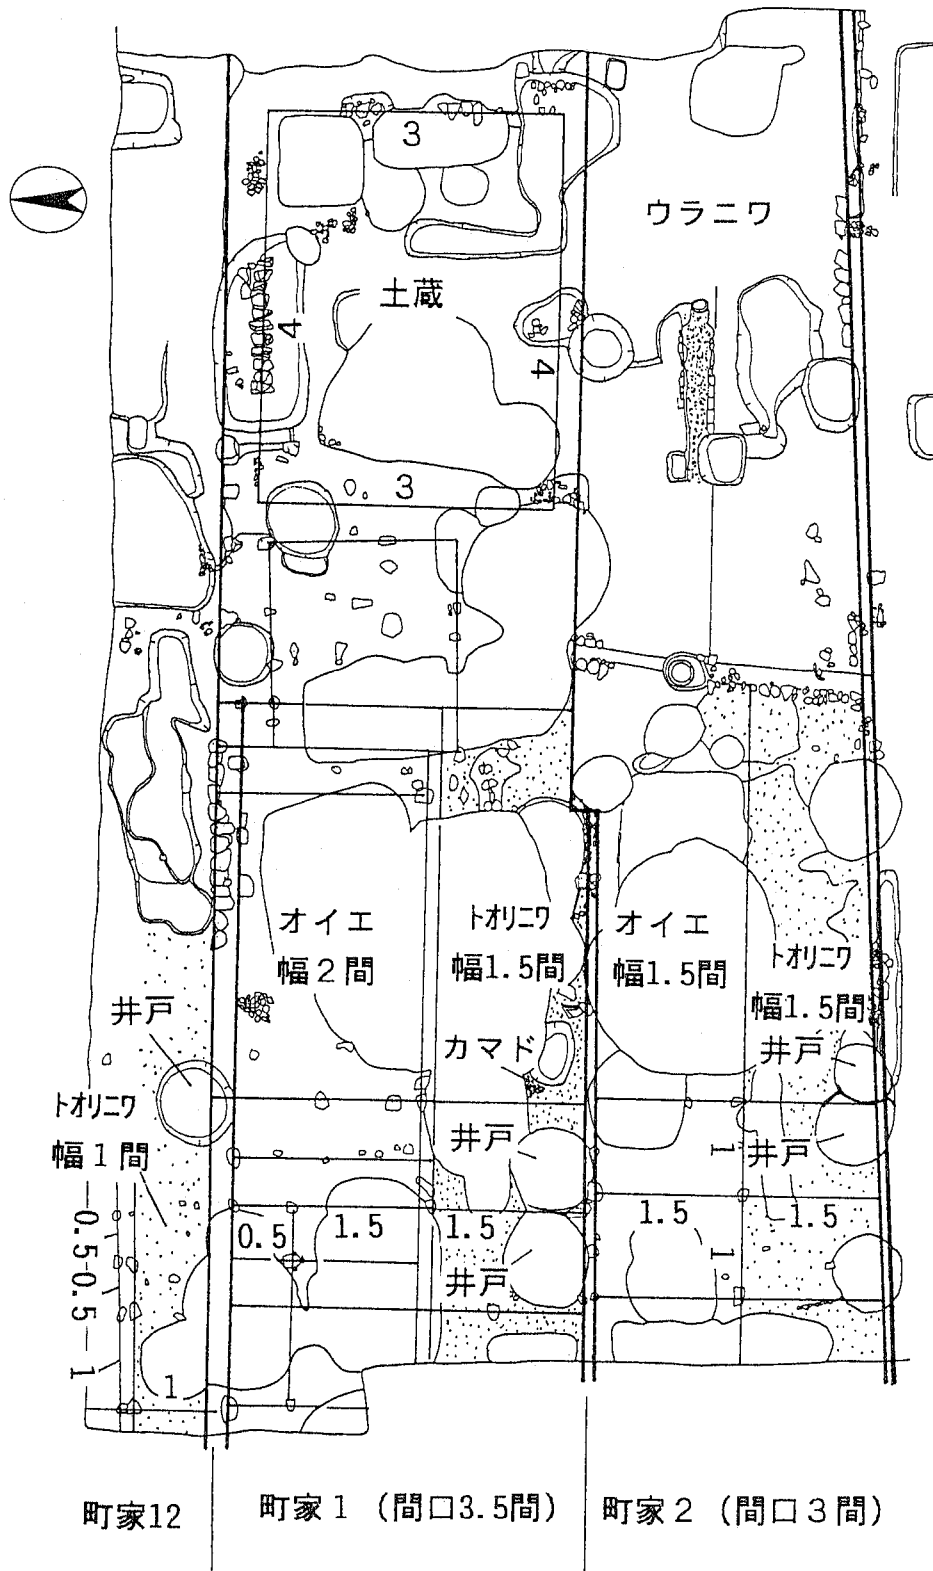 3
ウラニワ
土蔵
4
4
3
オイエ
幅2間
トオリニワ
幅1.5間
オイエ
幅1.5間
トオリニワ
幅1.5間
井戸
カマド
井戸
トオリニワ
幅1間
井戸
1
井戸
0.5
1.5
1.5
1.5
1.5
0.5
0.5
1
井戸
1
1
町家12
町家1(間口3.5間)
町家2(間口3間)